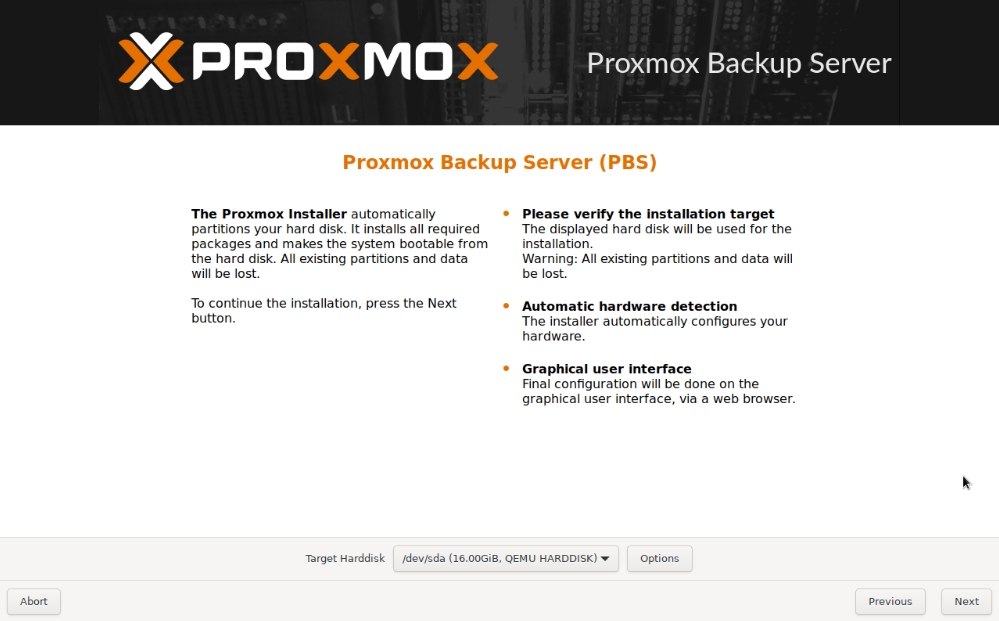 PROXMOX
Proxmox Backup Server
Proxmox Backup Server (PBS)
The Proxmox Installer automatically
partitions your hard disk. It installs all required
packages and makes the system bootable from
the hard disk. All existing partitions and data
will be lost.
To continue the installation, press the Next
button.
Please verify the installation target
The displayed hard disk will be used for the
installation.
Warning: All existing partitions and data will
be lost.
Automatic hardware detection
The installer automatically configures your
hardware.
Graphical user interface
Final configuration will be done on the
graphical user interface, via a web browser.
Target Harddisk /dev/sda (16.00GiB, QEMU HARDDISK) Options
Abort Previous Next